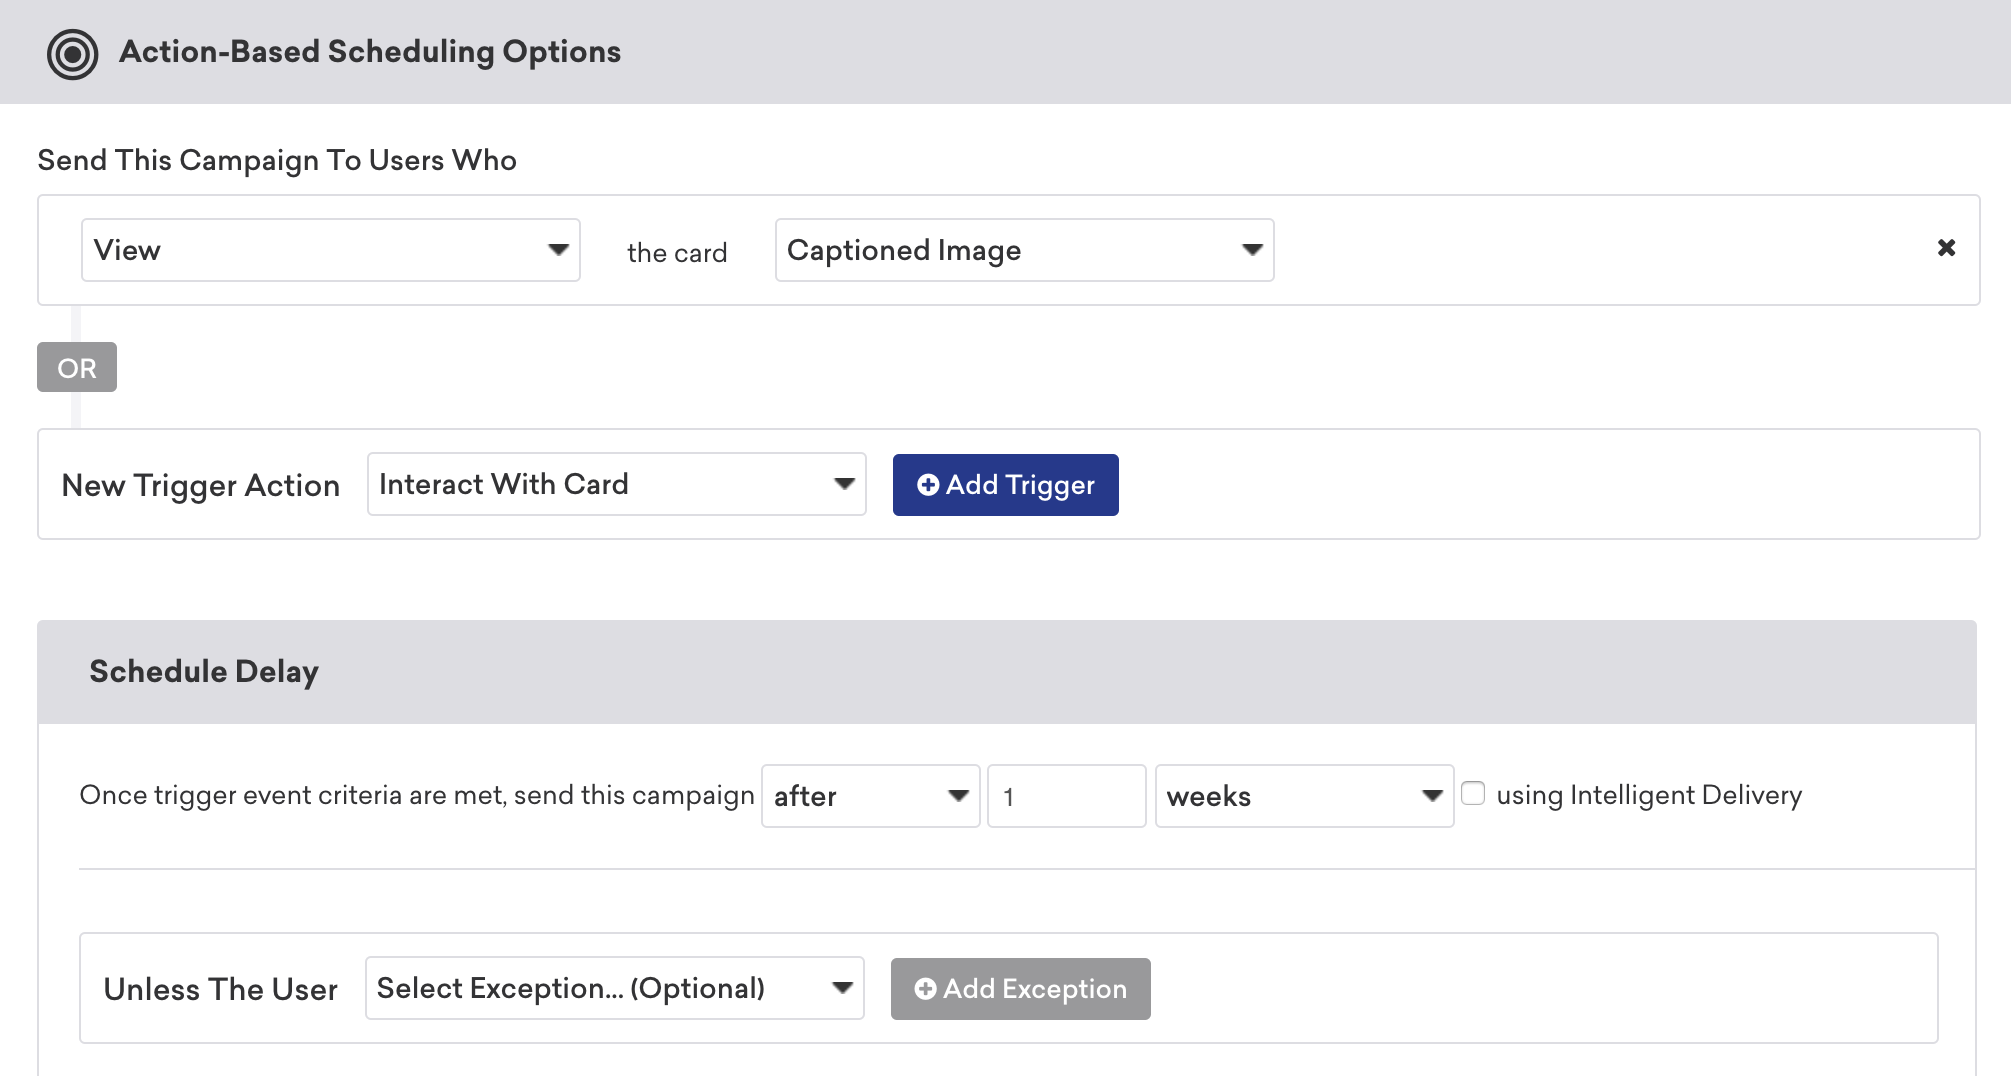 Action-Based Scheduling Options
Send This Campaign To Users Who
View the card Captioned Image
OR
New Trigger Action Interact With Card Add Trigger
Schedule Delay
Once trigger event criteria are met, send this campaign after 1 weeks using Intelligent Delivery
Unless The User Select Exception... (Optional) Add Exception